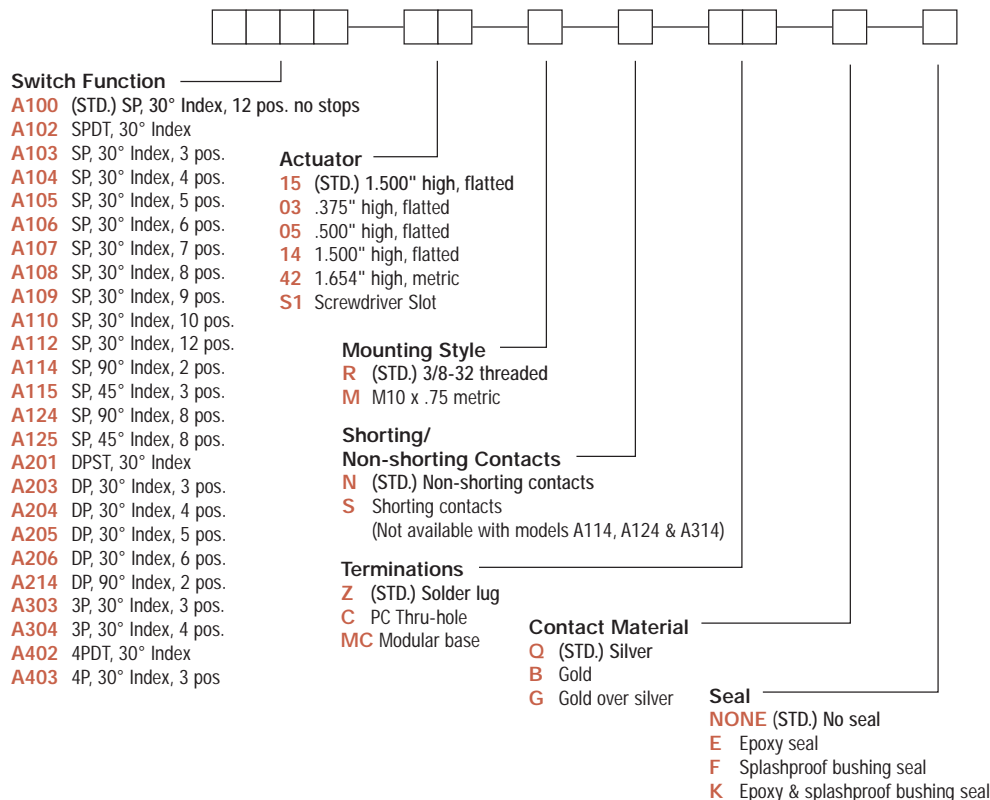 Switch Function
A100 (STD.) SP, 30° Index, 12 pos. no stops
A102 SPDT, 30° Index
A103 SP, 30° Index, 3 pos.
A104 SP, 30° Index, 4 pos.
A105 SP, 30° Index, 5 pos.
A106 SP, 30° Index, 6 pos.
A107 SP, 30° Index, 7 pos.
A108 SP, 30° Index, 8 pos.
A109 SP, 30° Index, 9 pos.
A110 SP, 30° Index, 10 pos.
A112 SP, 30° Index, 12 pos.
A114 SP, 90° Index, 2 pos.
A115 SP, 45° Index, 3 pos.
A124 SP, 90° Index, 8 pos.
A125 SP, 45° Index, 8 pos.
A201 DPST, 30° Index
A203 DP, 30° Index, 3 pos.
A204 DP, 30° Index, 4 pos.
A205 DP, 30° Index, 5 pos.
A206 DP, 30° Index, 6 pos.
A214 DP, 90° Index, 2 pos.
A303 3P, 30° Index, 3 pos.
A304 3P, 30° Index, 4 pos.
A402 4PDT, 30° Index
A403 4P, 30° Index, 3 pos
Actuator
15 (STD.) 1.500" high, flatted
03 .375" high, flatted
05 .500" high, flatted
14 1.500" high, flatted
42 1.654" high, metric
S1 Screwdriver Slot
Mounting Style
R (STD.) 3/8-32 threaded
M M10 x .75 metric
Shorting/
Non-shorting Contacts
N (STD.) Non-shorting contacts
S Shorting contacts
(Not available with models A114, A124 & A314)
Terminations
Z (STD.) Solder lug
C PC Thru-hole
MC Modular base
Contact Material
Q (STD.) Silver
B Gold
G Gold over silver
Seal
NONE (STD.) No seal
E Epoxy seal
F Splashproof bushing seal
K Epoxy & splashproof bushing seal